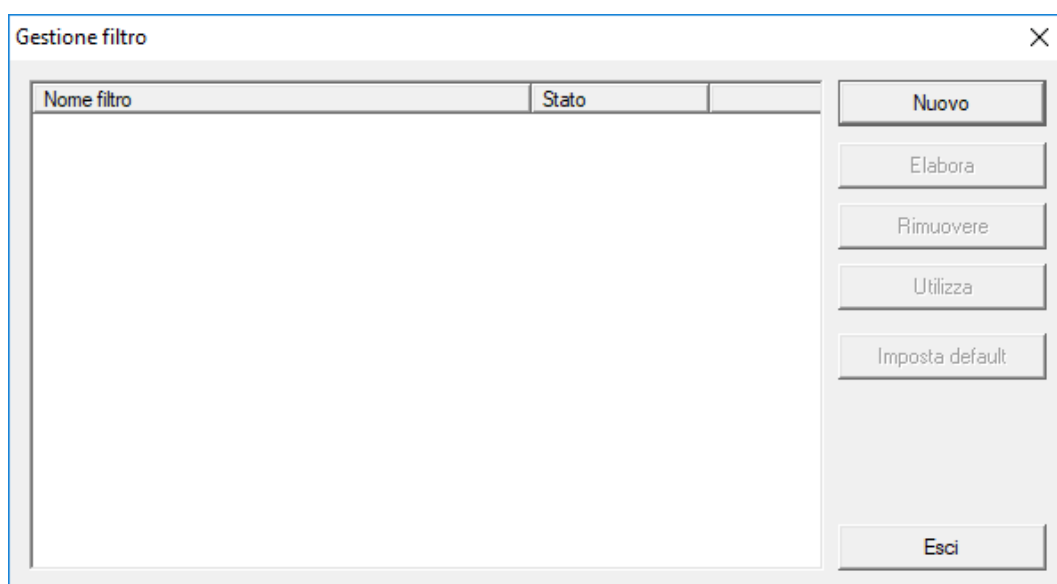 Gestione filtro
Nome filtro Stato
Nuovo
Elabora
Rimuovere
Utilizza
Imposta default
Esci